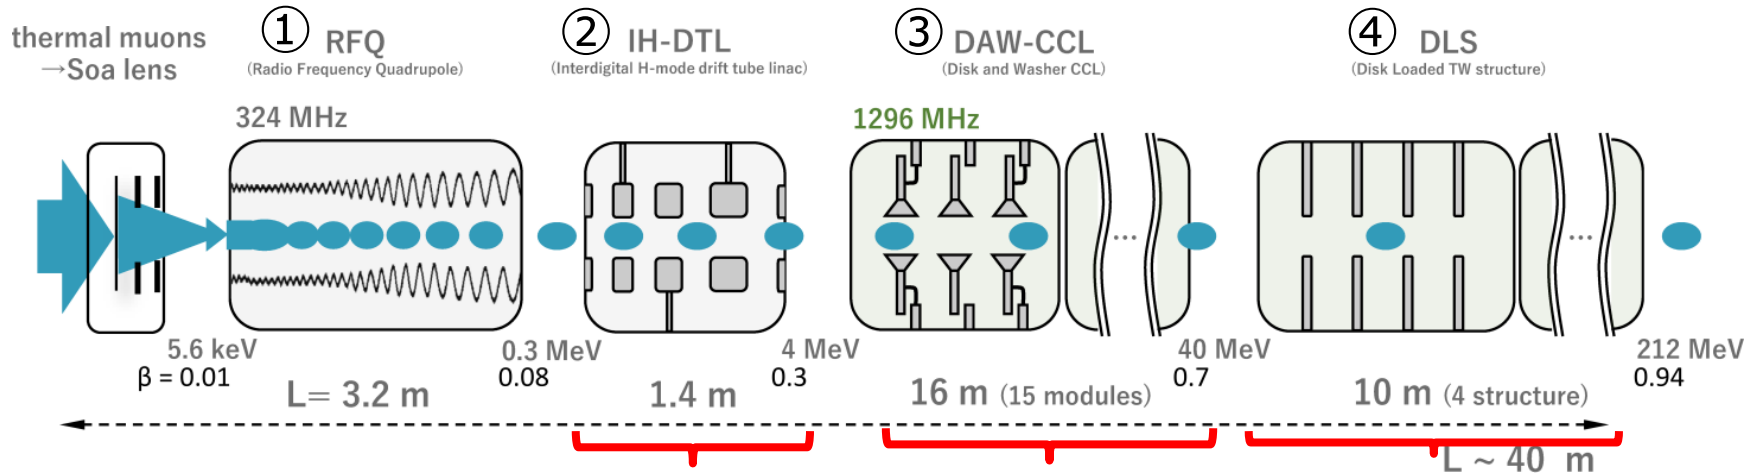 thermal muons
→Soa lens
① RFQ
(Radio Frequency Quadrupole)
② IH-DTL
(Interdigital H-mode drift tube linac)
③ DAW-CCL
(Disk and Washer CCL)
④ DLS
(Disk Loaded TW structure)
324 MHz
1296 MHz
...
...
5.6 keV
β = 0.01
0.3 MeV
0.08
4 MeV
0.3
40 MeV
0.7
212 MeV
0.94
L= 3.2 m
1.4 m
16 m (15 modules)
10 m (4 structure)
L ~ 40 m